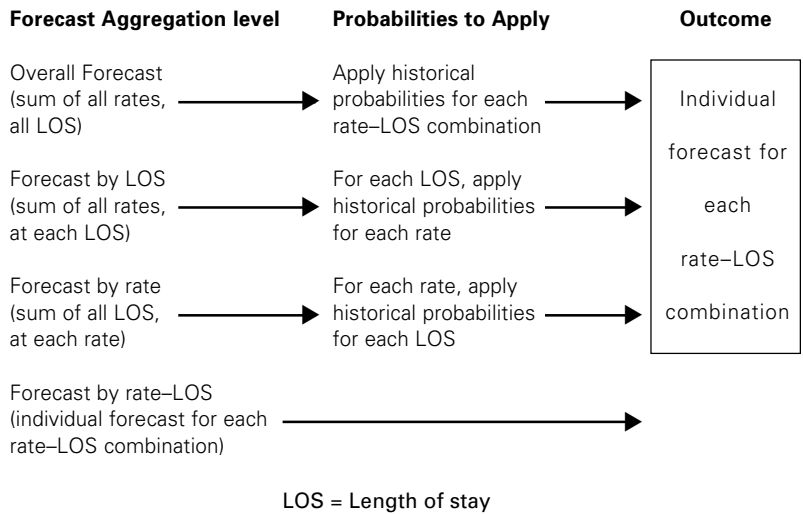 Forecast Aggregation level
Probabilities to Apply
Outcome
Overall Forecast
(sum of all rates,
all LOS)
Apply historical
probabilities for each
rate–LOS combination
Forecast by LOS
(sum of all rates,
at each LOS)
For each LOS, apply
historical probabilities
for each rate
Forecast by rate
(sum of all LOS,
at each rate)
For each rate, apply
historical probabilities
for each LOS
Forecast by rate–LOS
(individual forecast for each
rate–LOS combination)
Individual
forecast for
each
rate–LOS
combination
LOS = Length of stay